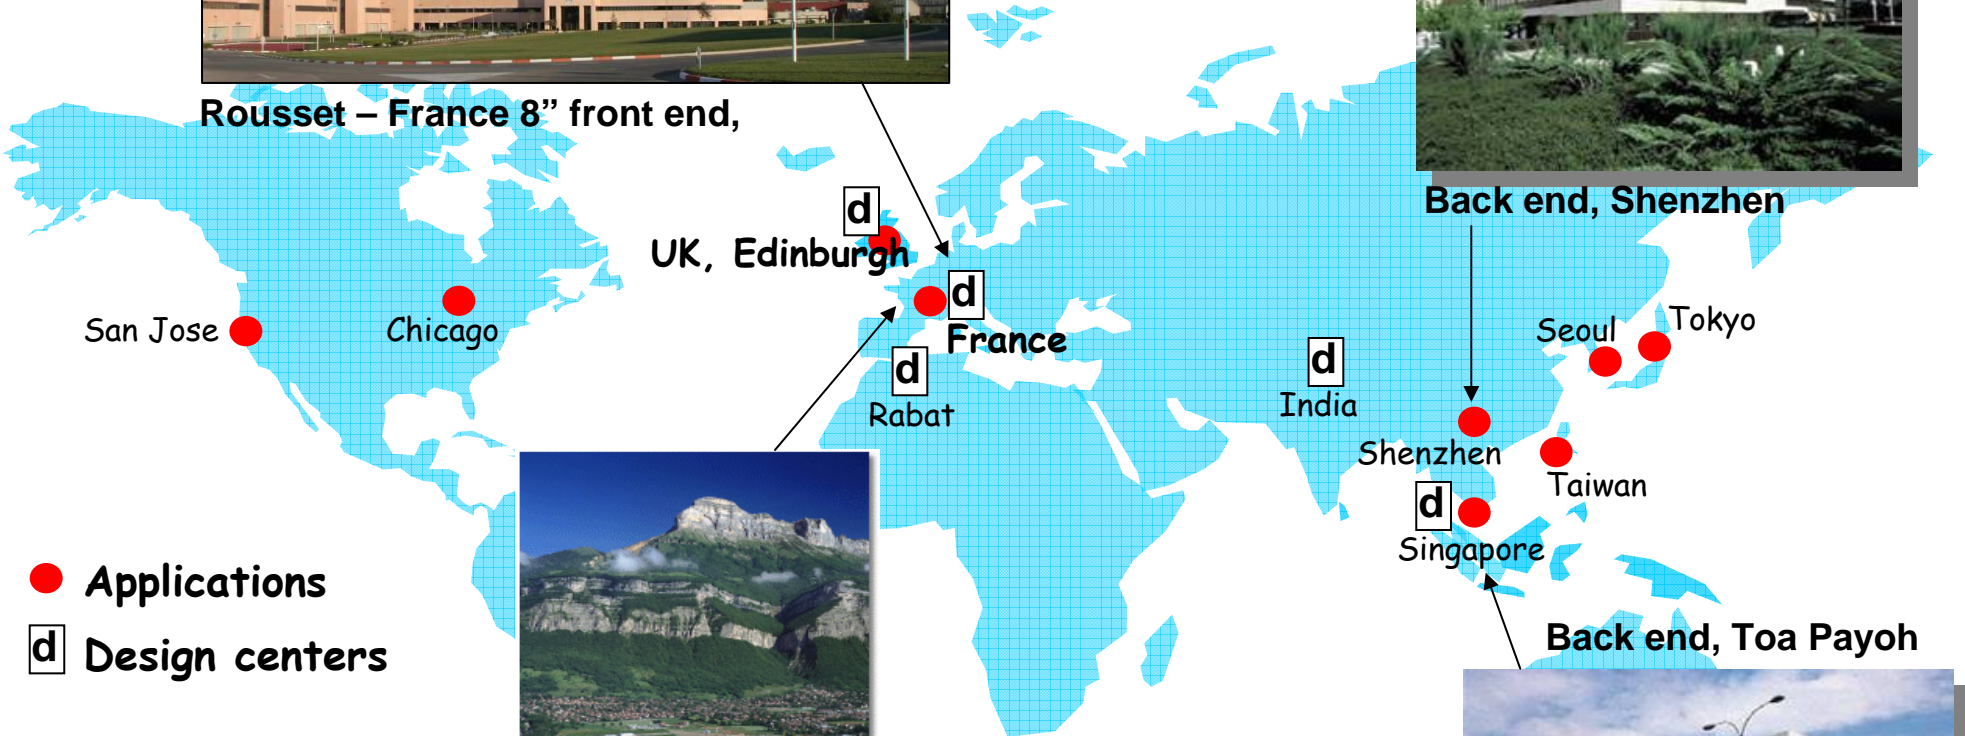 Rousset – France 8” front end,
Back end, Shenzhen
d
UK, Edinburgh
d
France
San Jose
Chicago
Seoul
Tokyo
d
Rabat
d
India
Shenzhen
Taiwan
d
Singapore
Applications
d Design centers
Back end, Toa Payoh